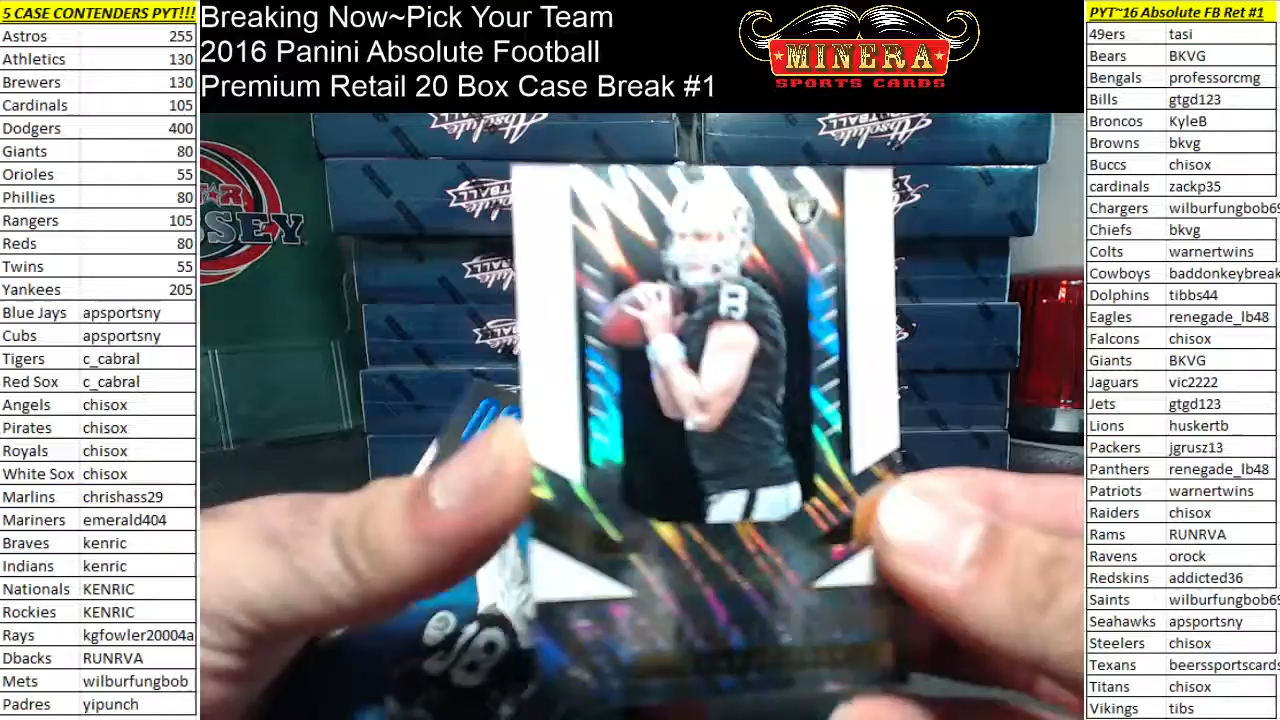 5 CASE CONTENDERS PYT!!!
Astros 255
Athletics 130
Brewers 130
Cardinals 105
Dodgers 400
Giants 80
Orioles 55
Phillies 80
Rangers 105
Reds 80
Twins 55
Yankees 205
Blue Jays apsportsny
Cubs apsportsny
Tigers c_cabral
Red Sox c_cabral
Angels chisox
Pirates chisox
Royals chisox
White Sox chisox
Marlins chrishass29
Mariners emerald404
Braves kenric
Indians kenric
Nationals KENRIC
Rockies KENRIC
Rays kgfowler20004a
Dbacks RUNRVA
Mets wilburfungbob
Padres yipunch
Breaking Now~Pick Your Team
2016 Panini Absolute Football
Premium Retail 20 Box Case Break #1
MINERA
SPORTS CARDS
Absolute
Absolute
8
18
PYT~16 Absolute FB Ret #1
49ers tasi
Bears BKVG
Bengals professorcmg
Bills gtgd123
Broncos KyleB
Browns bkvg
Buccs chisox
cardinals zackp35
Chargers wilburfungbob69
Chiefs bkvg
Colts warnertwins
Cowboys baddonkeybreak
Dolphins tibbs44
Eagles renegade_lb48
Falcons chisox
Giants BKVG
Jaguars vic2222
Jets gtgd123
Lions huskertb
Packers jgrusz13
Panthers renegade_lb48
Patriots warnertwins
Raiders chisox
Rams RUNRVA
Ravens orock
Redskins addicted36
Saints wilburfungbob69
Seahawks apsportsny
Steelers chisox
Texans beerssportscards
Titans chisox
Vikings tibs